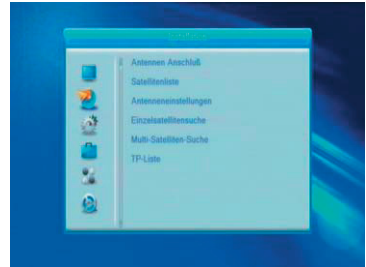 Antennen Anschluß
Satellitenliste
Antenneneinstellungen
Einzelsatellitensuche
Multi-Satelliten-Suche
TP-Liste